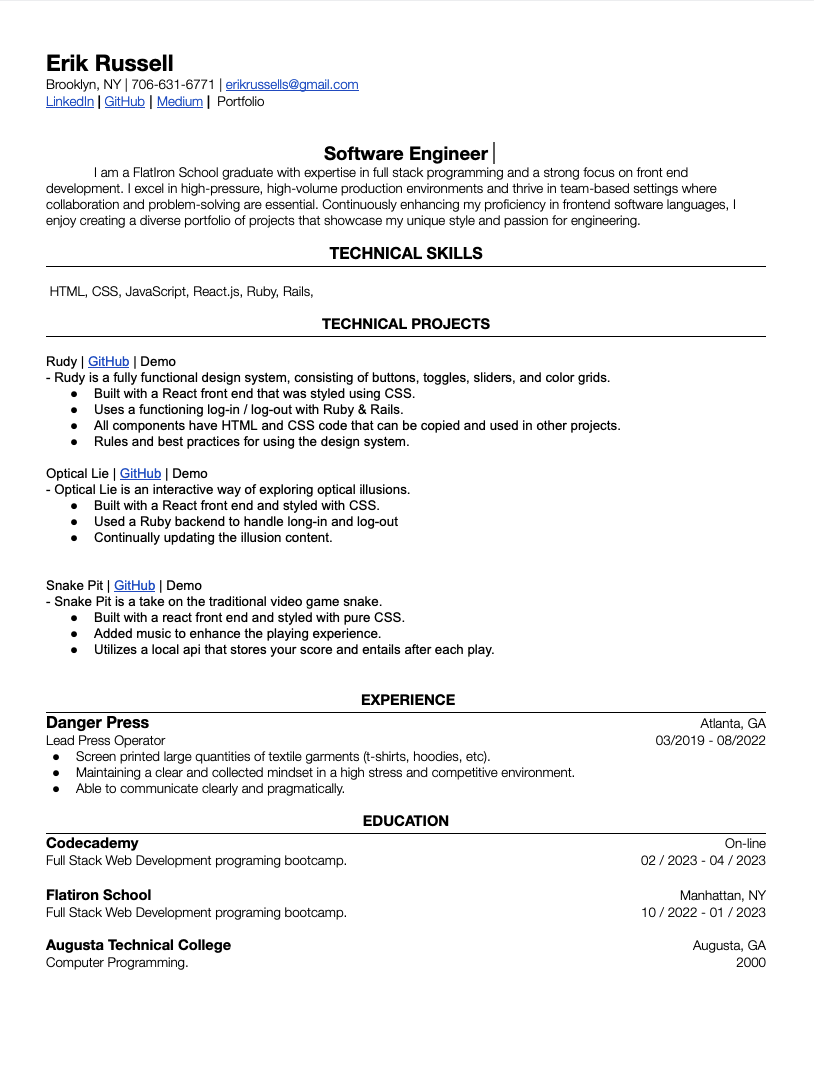 Erik Russell
Brooklyn, NY | 706-631-6771 | erikrussells@gmail.com
LinkedIn | GitHub | Medium | Portfolio
Software Engineer
I am a FlatIron School graduate with expertise in full stack programming and a strong focus on front end
development. I excel in high-pressure, high-volume production environments and thrive in team-based settings where
collaboration and problem-solving are essential. Continuously enhancing my proficiency in frontend software languages, I
enjoy creating a diverse portfolio of projects that showcase my unique style and passion for engineering.
TECHNICAL SKILLS
HTML, CSS, JavaScript, React.js, Ruby, Rails,
TECHNICAL PROJECTS
Rudy | GitHub | Demo
- Rudy is a fully functional design system, consisting of buttons, toggles, sliders, and color grids.
● Built with a React front end that was styled using CSS.
● Uses a functioning log-in / log-out with Ruby & Rails.
● All components have HTML and CSS code that can be copied and used in other projects.
● Rules and best practices for using the design system.
Optical Lie | GitHub | Demo
- Optical Lie is an interactive way of exploring optical illusions.
● Built with a React front end and styled with CSS.
● Used a Ruby backend to handle long-in and log-out
● Continually updating the illusion content.
Snake Pit | GitHub | Demo
- Snake Pit is a take on the traditional video game snake.
● Built with a react front end and styled with pure CSS.
● Added music to enhance the playing experience.
● Utilizes a local api that stores your score and entails after each play.
EXPERIENCE
Danger Press Atlanta, GA
Lead Press Operator 03/2019 - 08/2022
● Screen printed large quantities of textile garments (t-shirts, hoodies, etc).
● Maintaining a clear and collected mindset in a high stress and competitive environment.
● Able to communicate clearly and pragmatically.
EDUCATION
Codecademy On-line
Full Stack Web Development programing bootcamp. 02 / 2023 - 04 / 2023
Flatiron School Manhattan, NY
Full Stack Web Development programing bootcamp. 10 / 2022 - 01 / 2023
Augusta Technical College Augusta, GA
Computer Programming. 2000